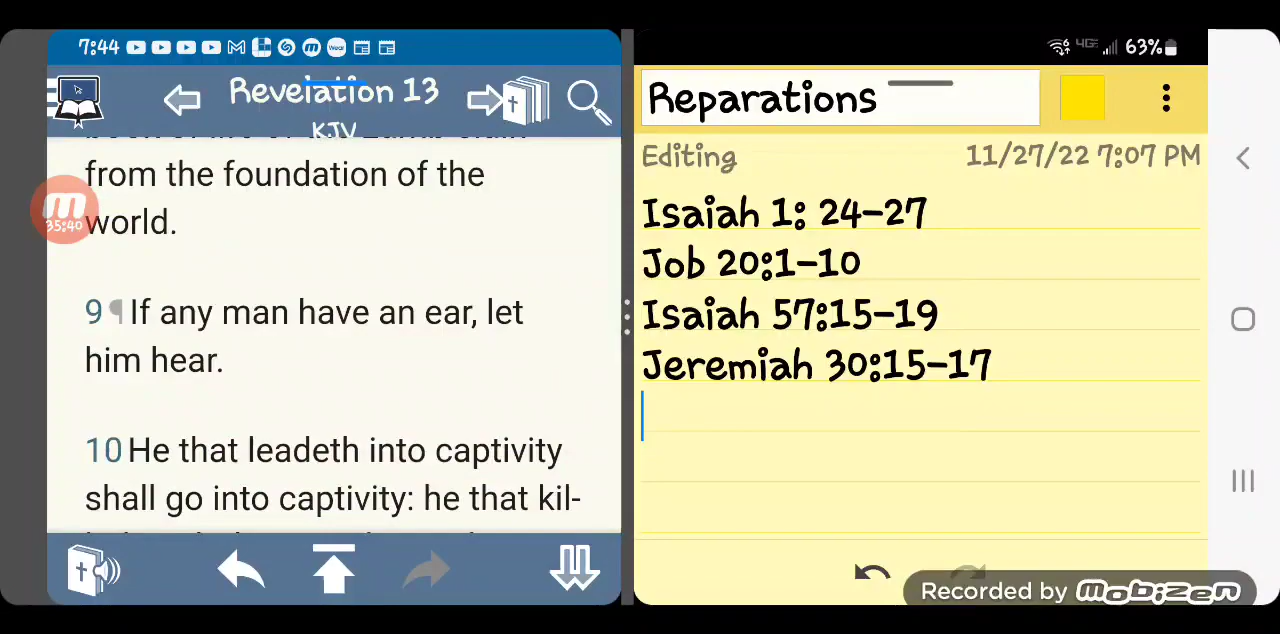 7:44
63%
Revelation 13
KJV
from the foundation of the
world.
35:40
9 ¶ If any man have an ear, let
him hear.
10 He that leadeth into captivity
shall go into captivity: he that kil-
Reparations
Editing
11/27/22 7:07 PM
Isaiah 1: 24-27
Job 20:1-10
Isaiah 57:15-19
Jeremiah 30:15-17
Recorded by mobizen